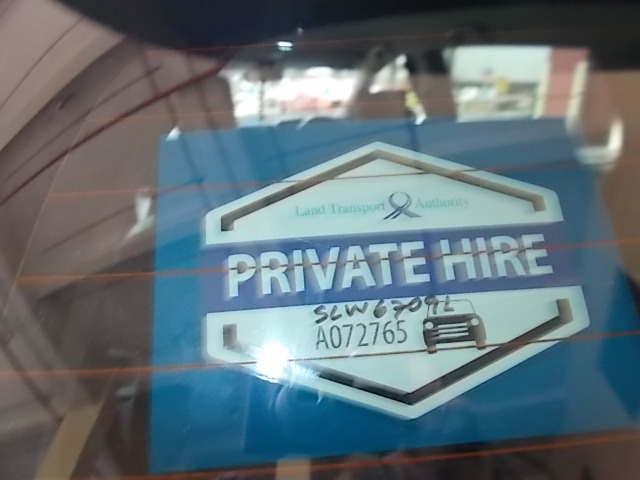 Land Transport Authority
PRIVATE HIRE
SLW6709L
A072765